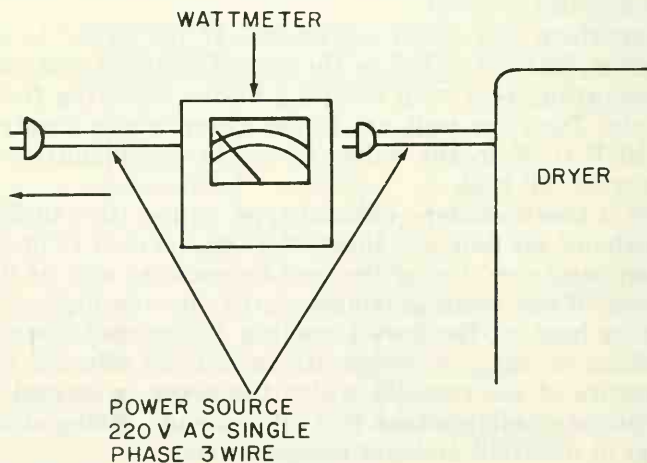 WATTMETER
DRYER
POWER SOURCE
220 V AC SINGLE
PHASE 3 WIRE